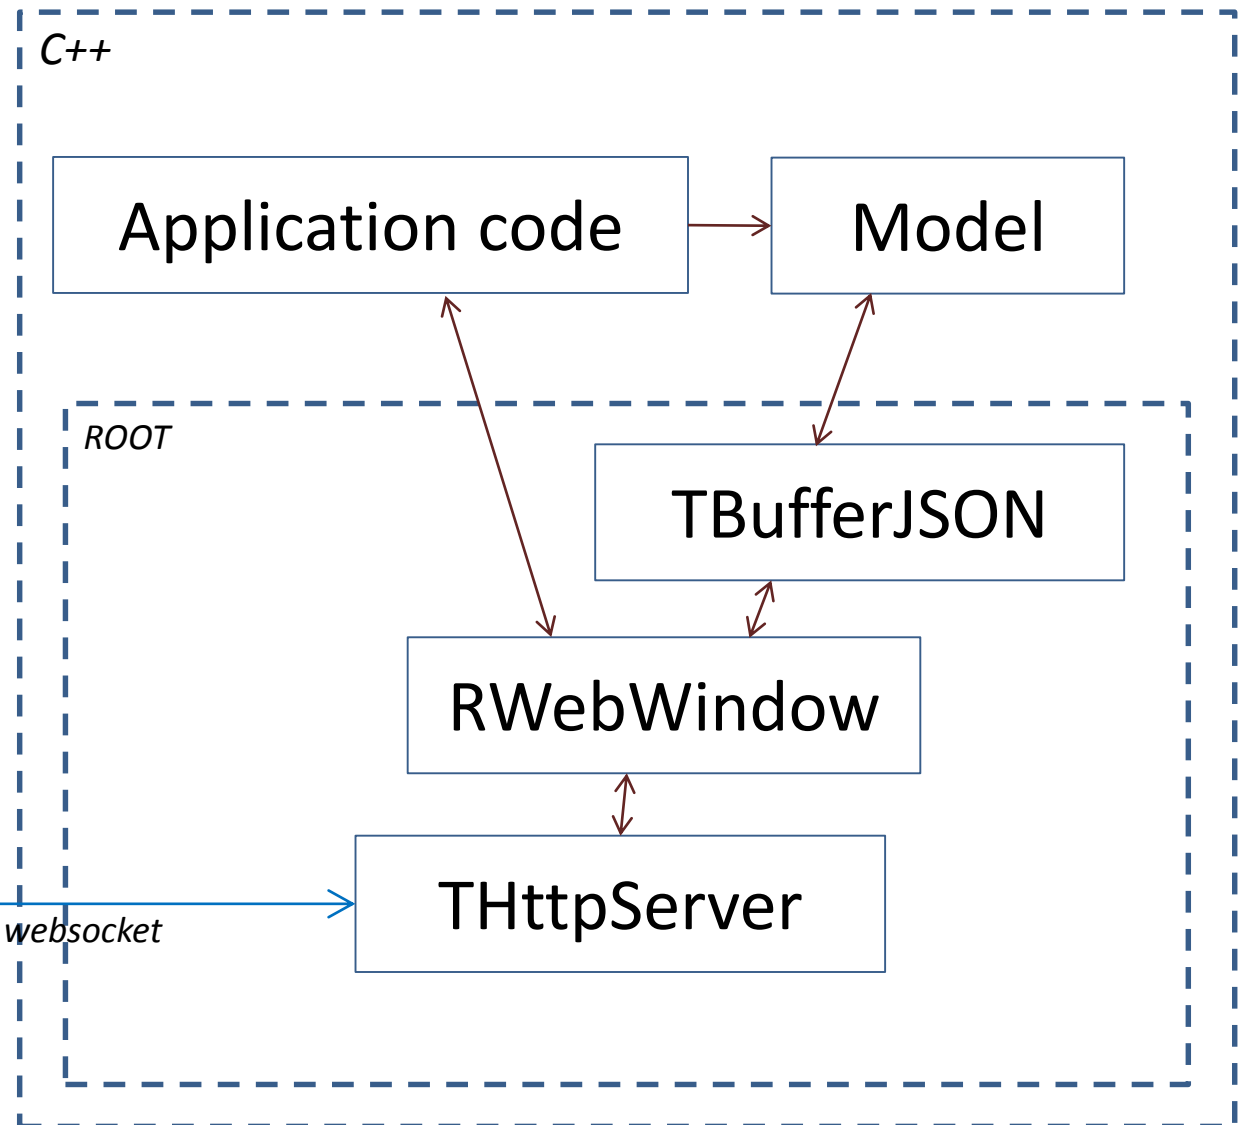 C++
Application code
Model
ROOT
TBufferJSON
RWebWindow
THttpServer
websocket